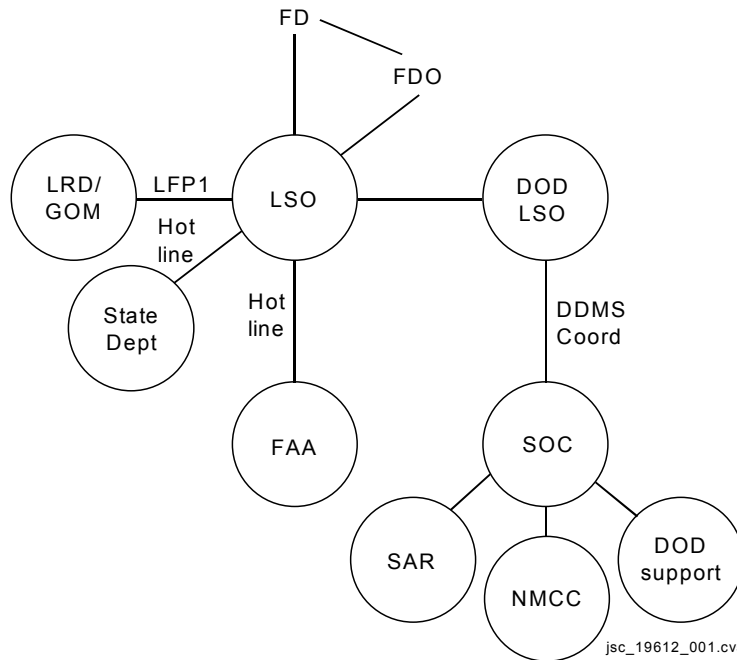 FD
FDO
LRD/
GOM
LFP1
LSO
DOD
LSO
Hot
line
State
Dept
Hot
line
DDMS
Coord
FAA
SOC
SAR
NMCC
DOD
support
jsc_19612_001.cv